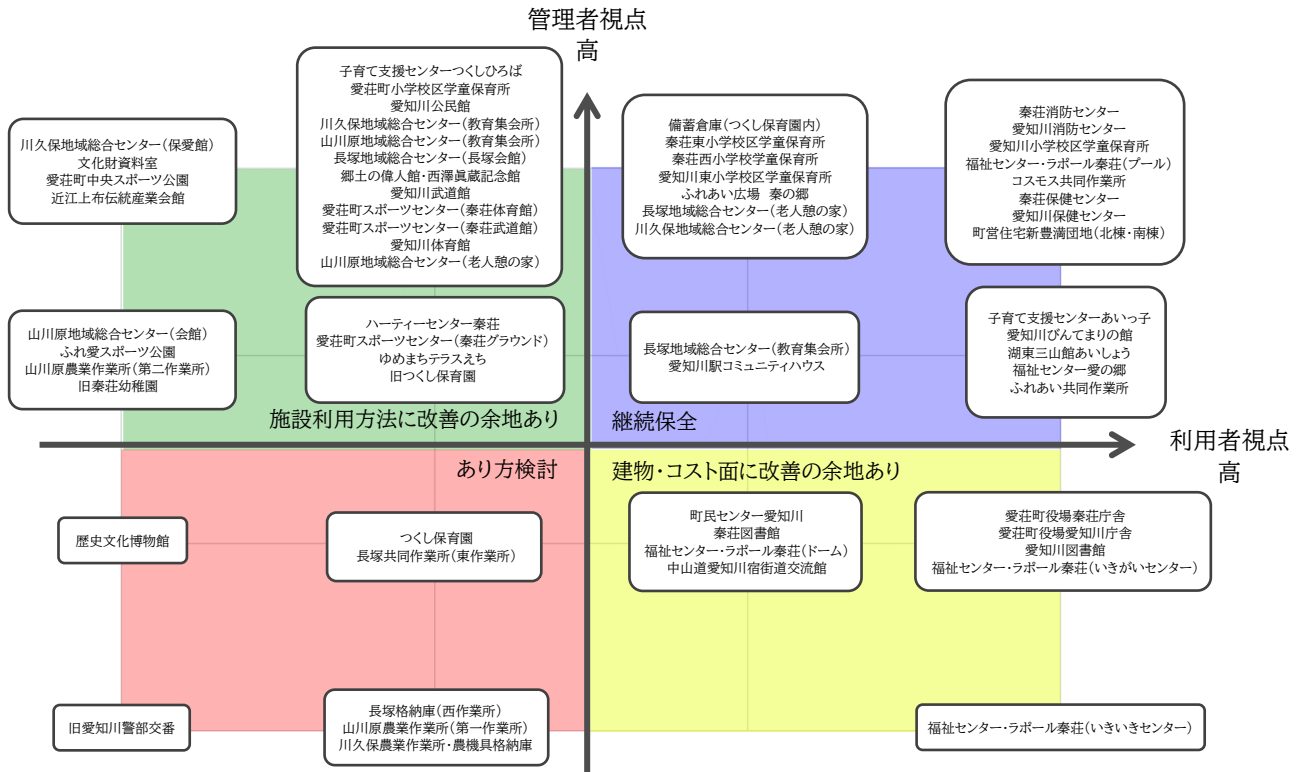 管理者視点
高
川久保地域総合センター(保愛館)
文化財資料室
愛荘町中央スポーツ公園
近江上布伝統産業会館
子育て支援センターつくしひろば
愛荘町小学校区学童保育所
愛知川公民館
川久保地域総合センター(教育集会所)
山川原地域総合センター(教育集会所)
長塚地域総合センター(長塚会館)
郷土の偉人館・西澤眞蔵記念館
愛知川武道館
愛荘町スポーツセンター(秦荘体育館)
愛荘町スポーツセンター(秦荘武道館)
愛知川体育館
山川原地域総合センター(老人憩の家)
備蓄倉庫(つくし保育園内)
秦荘東小学校区学童保育所
秦荘西小学校学童保育所
愛知川東小学校区学童保育所
ふれあい広場 秦の郷
長塚地域総合センター(老人憩の家)
川久保地域総合センター(老人憩の家)
秦荘消防センター
愛知川消防センター
愛知川小学校区学童保育所
福祉センター・ラポール秦荘(プール)
コスモス共同作業所
秦荘保健センター
愛知川保健センター
町営住宅新豊満団地(北棟・南棟)
山川原地域総合センター(会館)
ふれ愛スポーツ公園
山川原農業作業所(第二作業所)
旧秦荘幼稚園
ハーティーセンター秦荘
愛荘町スポーツセンター(秦荘グラウンド)
ゆめまちテラスえち
旧つくし保育園
長塚地域総合センター(教育集会所)
愛知川駅コミュニティハウス
子育て支援センターあいっ子
愛知川びんてまりの館
湖東三山館あいしょう
福祉センター愛の郷
ふれあい共同作業所
施設利用方法に改善の余地あり
継続保全
利用者視点
高
あり方検討
建物・コスト面に改善の余地あり
歴史文化博物館
つくし保育園
長塚共同作業所(東作業所)
町民センター愛知川
秦荘図書館
福祉センター・ラポール秦荘(ドーム)
中山道愛知川宿街道交流館
愛荘町役場秦荘庁舎
愛荘町役場愛知川庁舎
愛知川図書館
福祉センター・ラポール秦荘(いきがいセンター)
旧愛知川警部交番
長塚格納庫(西作業所)
山川原農業作業所(第一作業所)
川久保農業作業所・農機具格納庫
福祉センター・ラポール秦荘(いきいきセンター)